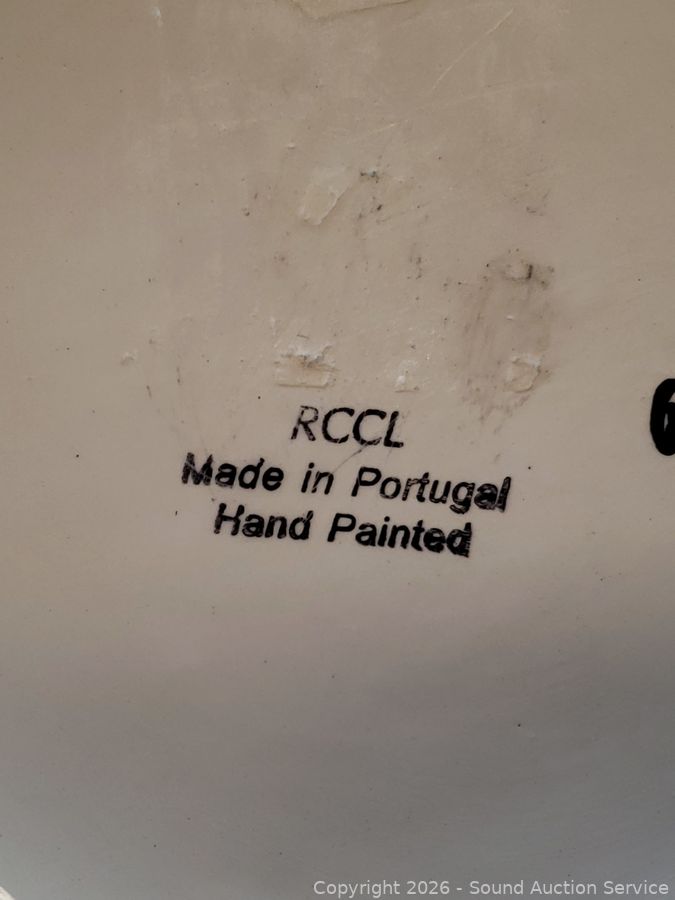 RCCL
Made in Portugal
Hand Painted
Copyright 2026 - Sound Auction Service